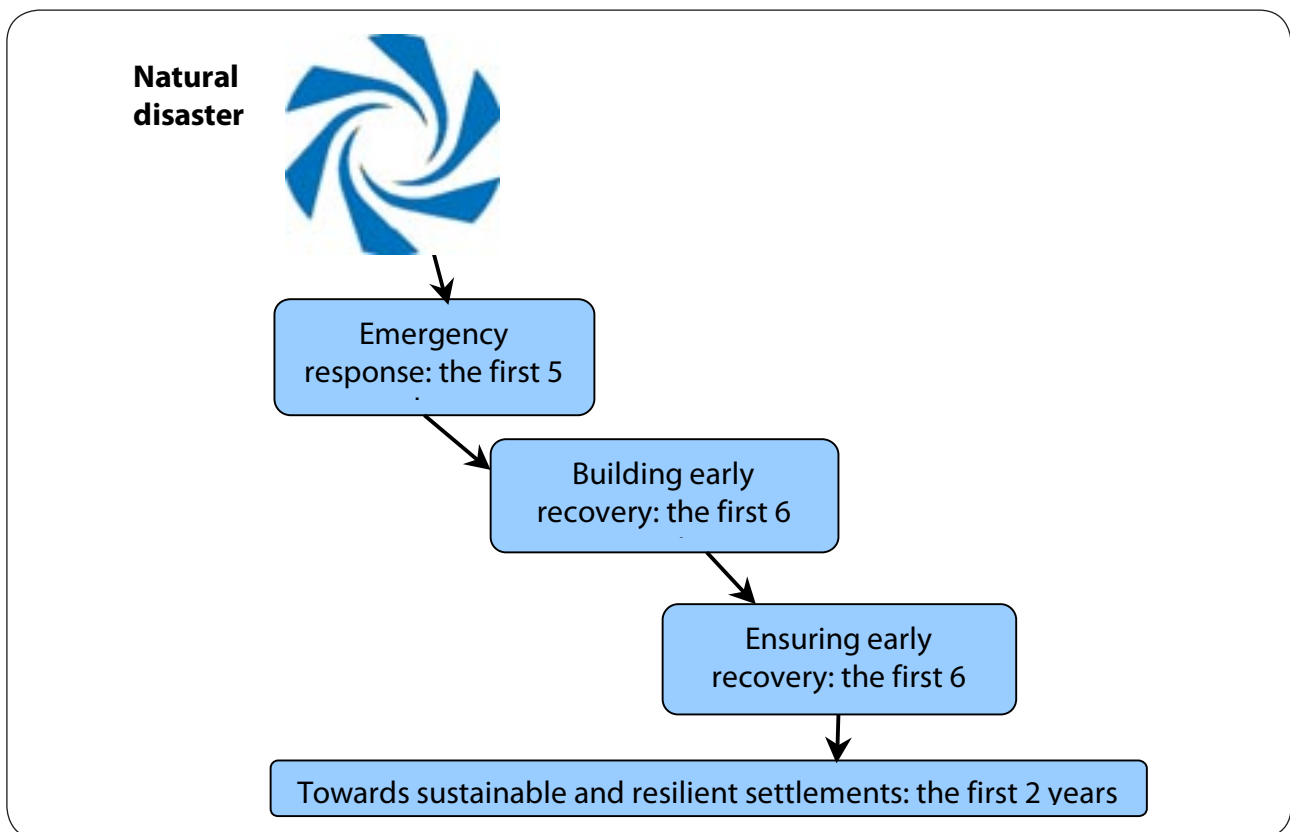 Natural
disaster
Emergency
response: the first 5
Building early
recovery: the first 6
Ensuring early
recovery: the first 6
Towards sustainable and resilient settlements: the first 2 years